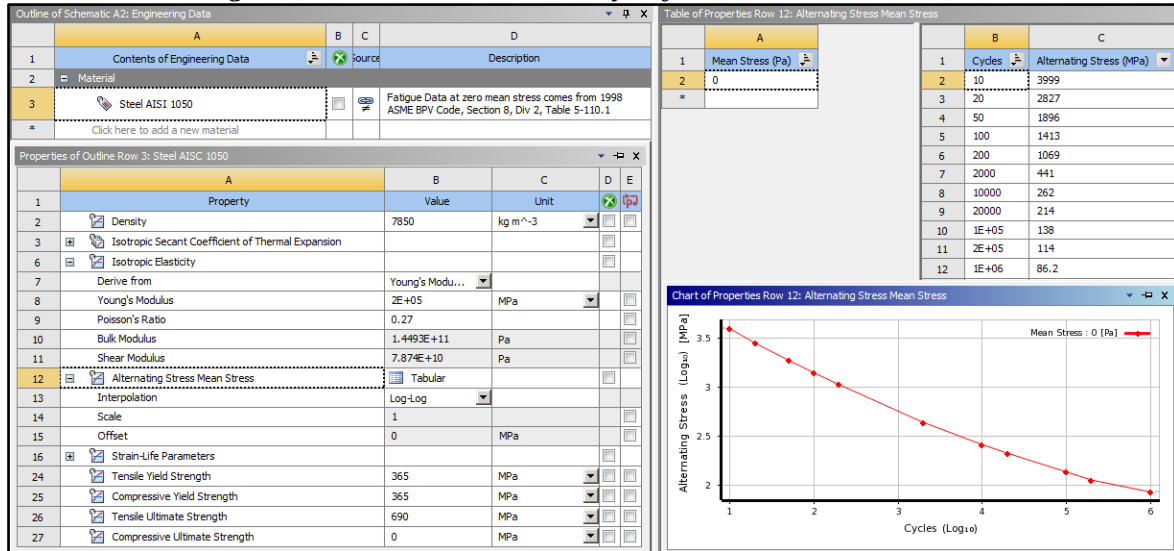 Outline of Schematic A2: Engineering Data
A B C D
1 Contents of Engineering Data Source Description
2 Material
3 Steel AISI 1050 Fatigue Data at zero mean stress comes from 1998
ASME BPV Code, Section 8, Div 2, Table 5-110.1
* Click here to add a new material
Properties of Outline Row 3: Steel AISC 1050
A B C D E
1 Property Value Unit
2 Density 7850 kg m^-3
3 Isotropic Secant Coefficient of Thermal Expansion
6 Isotropic Elasticity
7 Derive from Young's Modu...
8 Young's Modulus 2E+05 MPa
9 Poisson's Ratio 0.27
10 Bulk Modulus 1.4493E+11 Pa
11 Shear Modulus 7.874E+10 Pa
12 Alternating Stress Mean Stress Tabular
13 Interpolation Log-Log
14 Scale 1
15 Offset 0 MPa
16 Strain-Life Parameters
24 Tensile Yield Strength 365 MPa
25 Compressive Yield Strength 365 MPa
26 Tensile Ultimate Strength 690 MPa
27 Compressive Ultimate Strength 0 MPa
Table of Properties Row 12: Alternating Stress Mean Stress
A
1 Mean Stress (Pa)
2 0
*
B C
1 Cycles Alternating Stress (MPa)
2 10 3999
3 20 2827
4 50 1896
5 100 1413
6 200 1069
7 2000 441
8 10000 262
9 20000 214
10 1E+05 138
11 2E+05 114
12 1E+06 86.2
Chart of Properties Row 12: Alternating Stress Mean Stress
Alternating Stress (Log₁₀) [MPa]
3.5
3
2.5
2
Mean Stress : 0 [Pa]
1 2 3 4 5 6
Cycles (Log₁₀)